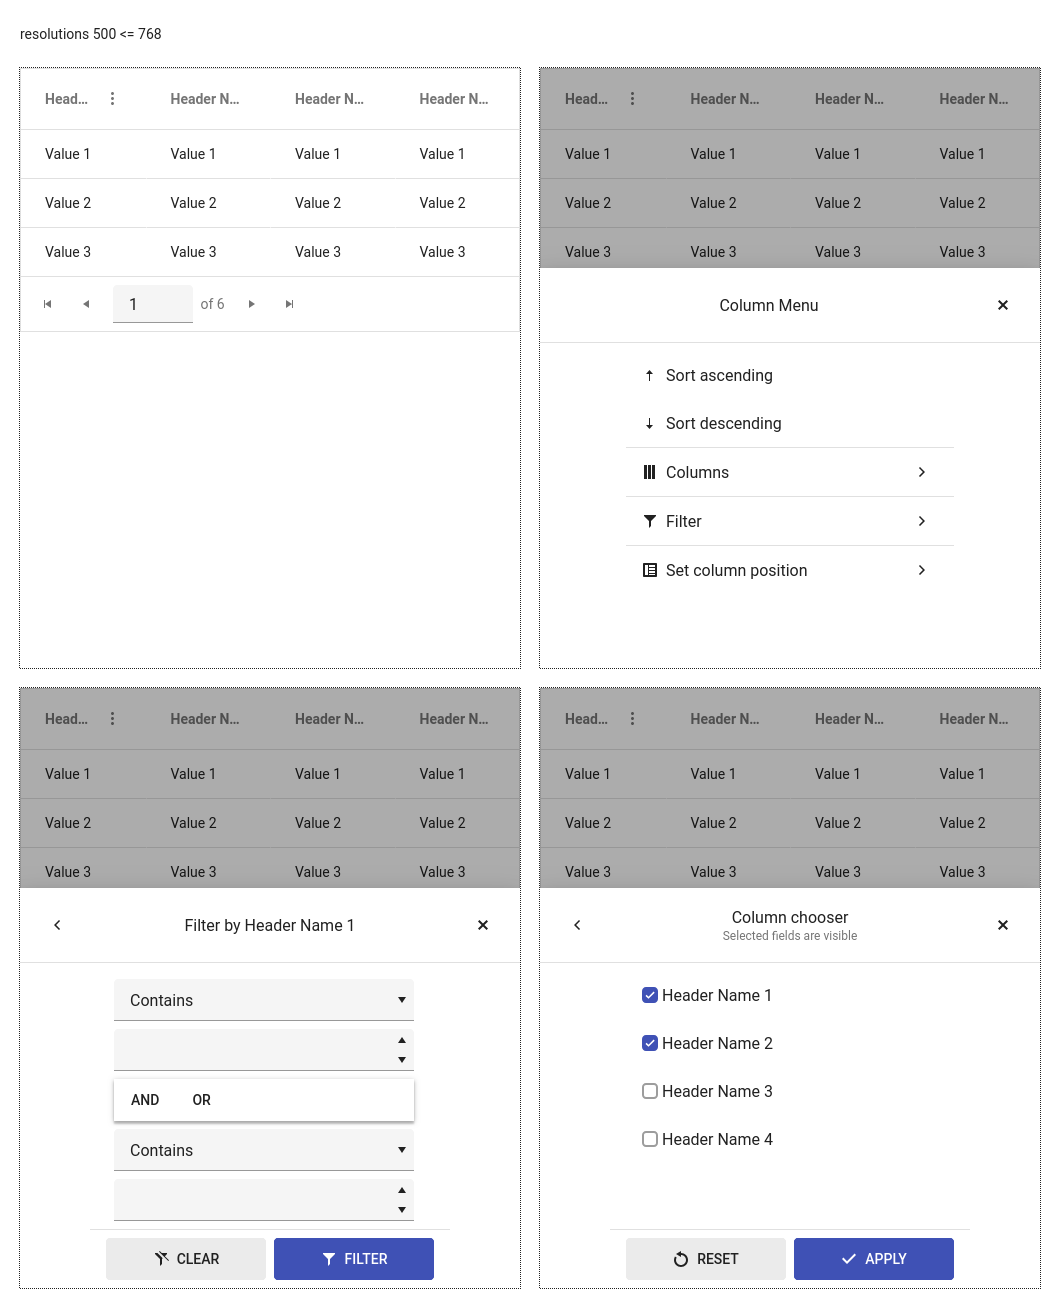 resolutions 500 <= 768
Head... Header N... Header N... Header N...
Value 1 Value 1 Value 1 Value 1
Value 2 Value 2 Value 2 Value 2
Value 3 Value 3 Value 3 Value 3
1 of 6
Head... Header N... Header N... Header N...
Value 1 Value 1 Value 1 Value 1
Value 2 Value 2 Value 2 Value 2
Value 3 Value 3 Value 3 Value 3
Column Menu
Sort ascending
Sort descending
Columns
Filter
Set column position
Head... Header N... Header N... Header N...
Value 1 Value 1 Value 1 Value 1
Value 2 Value 2 Value 2 Value 2
Value 3 Value 3 Value 3 Value 3
Filter by Header Name 1
Contains
AND OR
Contains
CLEAR FILTER
Head... Header N... Header N... Header N...
Value 1 Value 1 Value 1 Value 1
Value 2 Value 2 Value 2 Value 2
Value 3 Value 3 Value 3 Value 3
Column chooser
Selected fields are visible
Header Name 1
Header Name 2
Header Name 3
Header Name 4
RESET APPLY